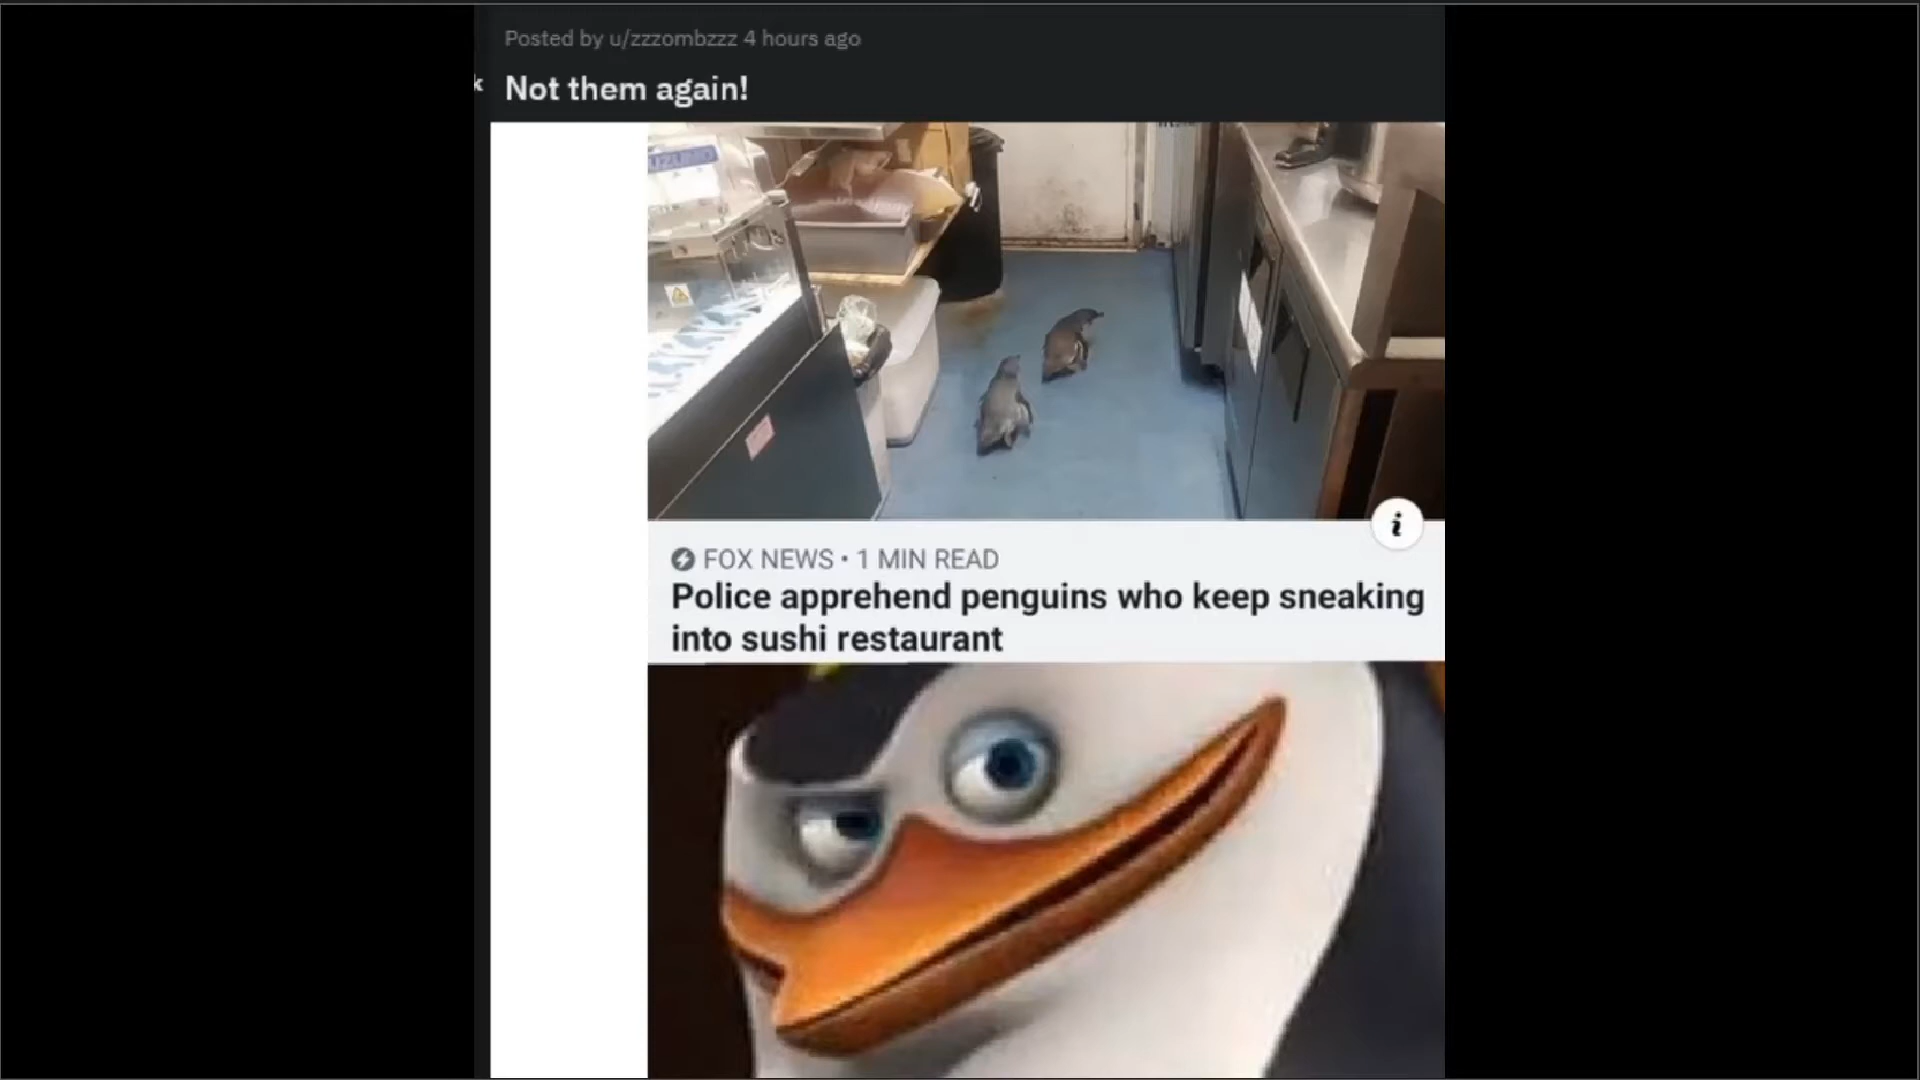 Posted by u/zzzombzzz 4 hours ago
k Not them again!
FOX NEWS • 1 MIN READ
Police apprehend penguins who keep sneaking
into sushi restaurant